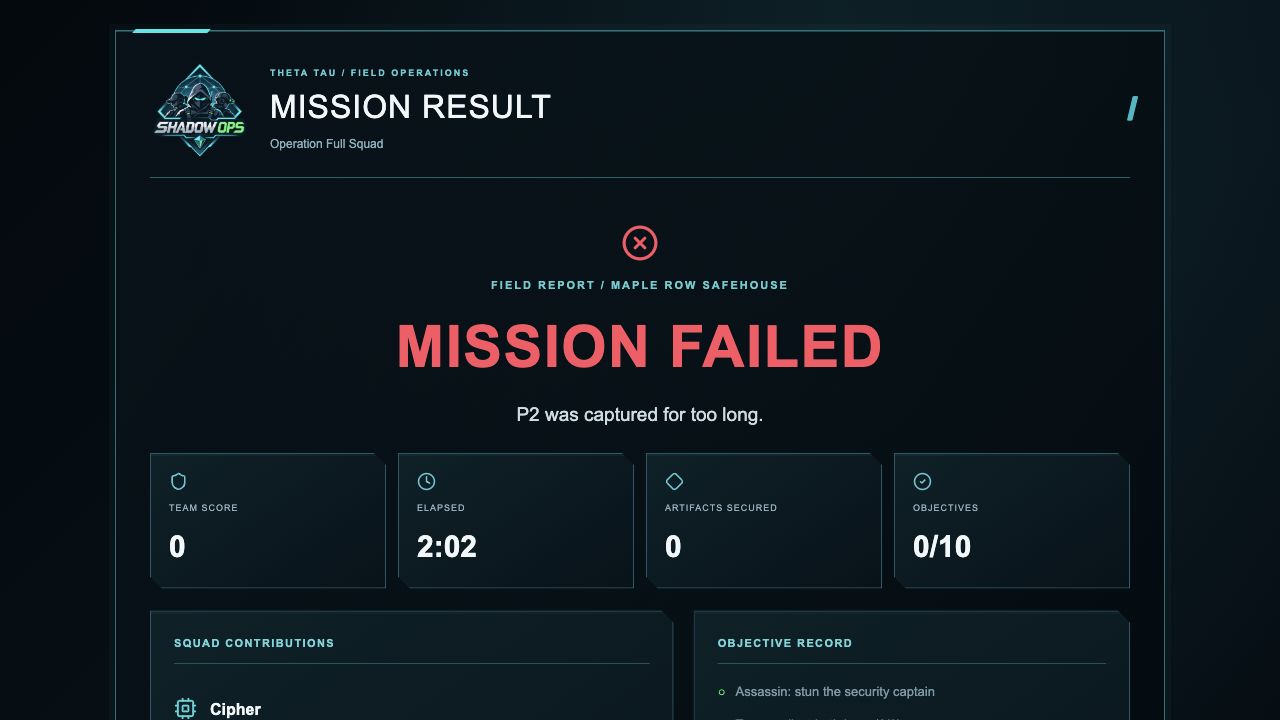 THETA TAU / FIELD OPERATIONS
MISSION RESULT
SHADOW OPS
Operation Full Squad
FIELD REPORT / MAPLE ROW SAFEHOUSE
MISSION FAILED
P2 was captured for too long.
TEAM SCORE
0
ELAPSED
2:02
ARTIFACTS SECURED
0
OBJECTIVES
0/10
SQUAD CONTRIBUTIONS
Cipher
OBJECTIVE RECORD
Assassin: stun the security captain